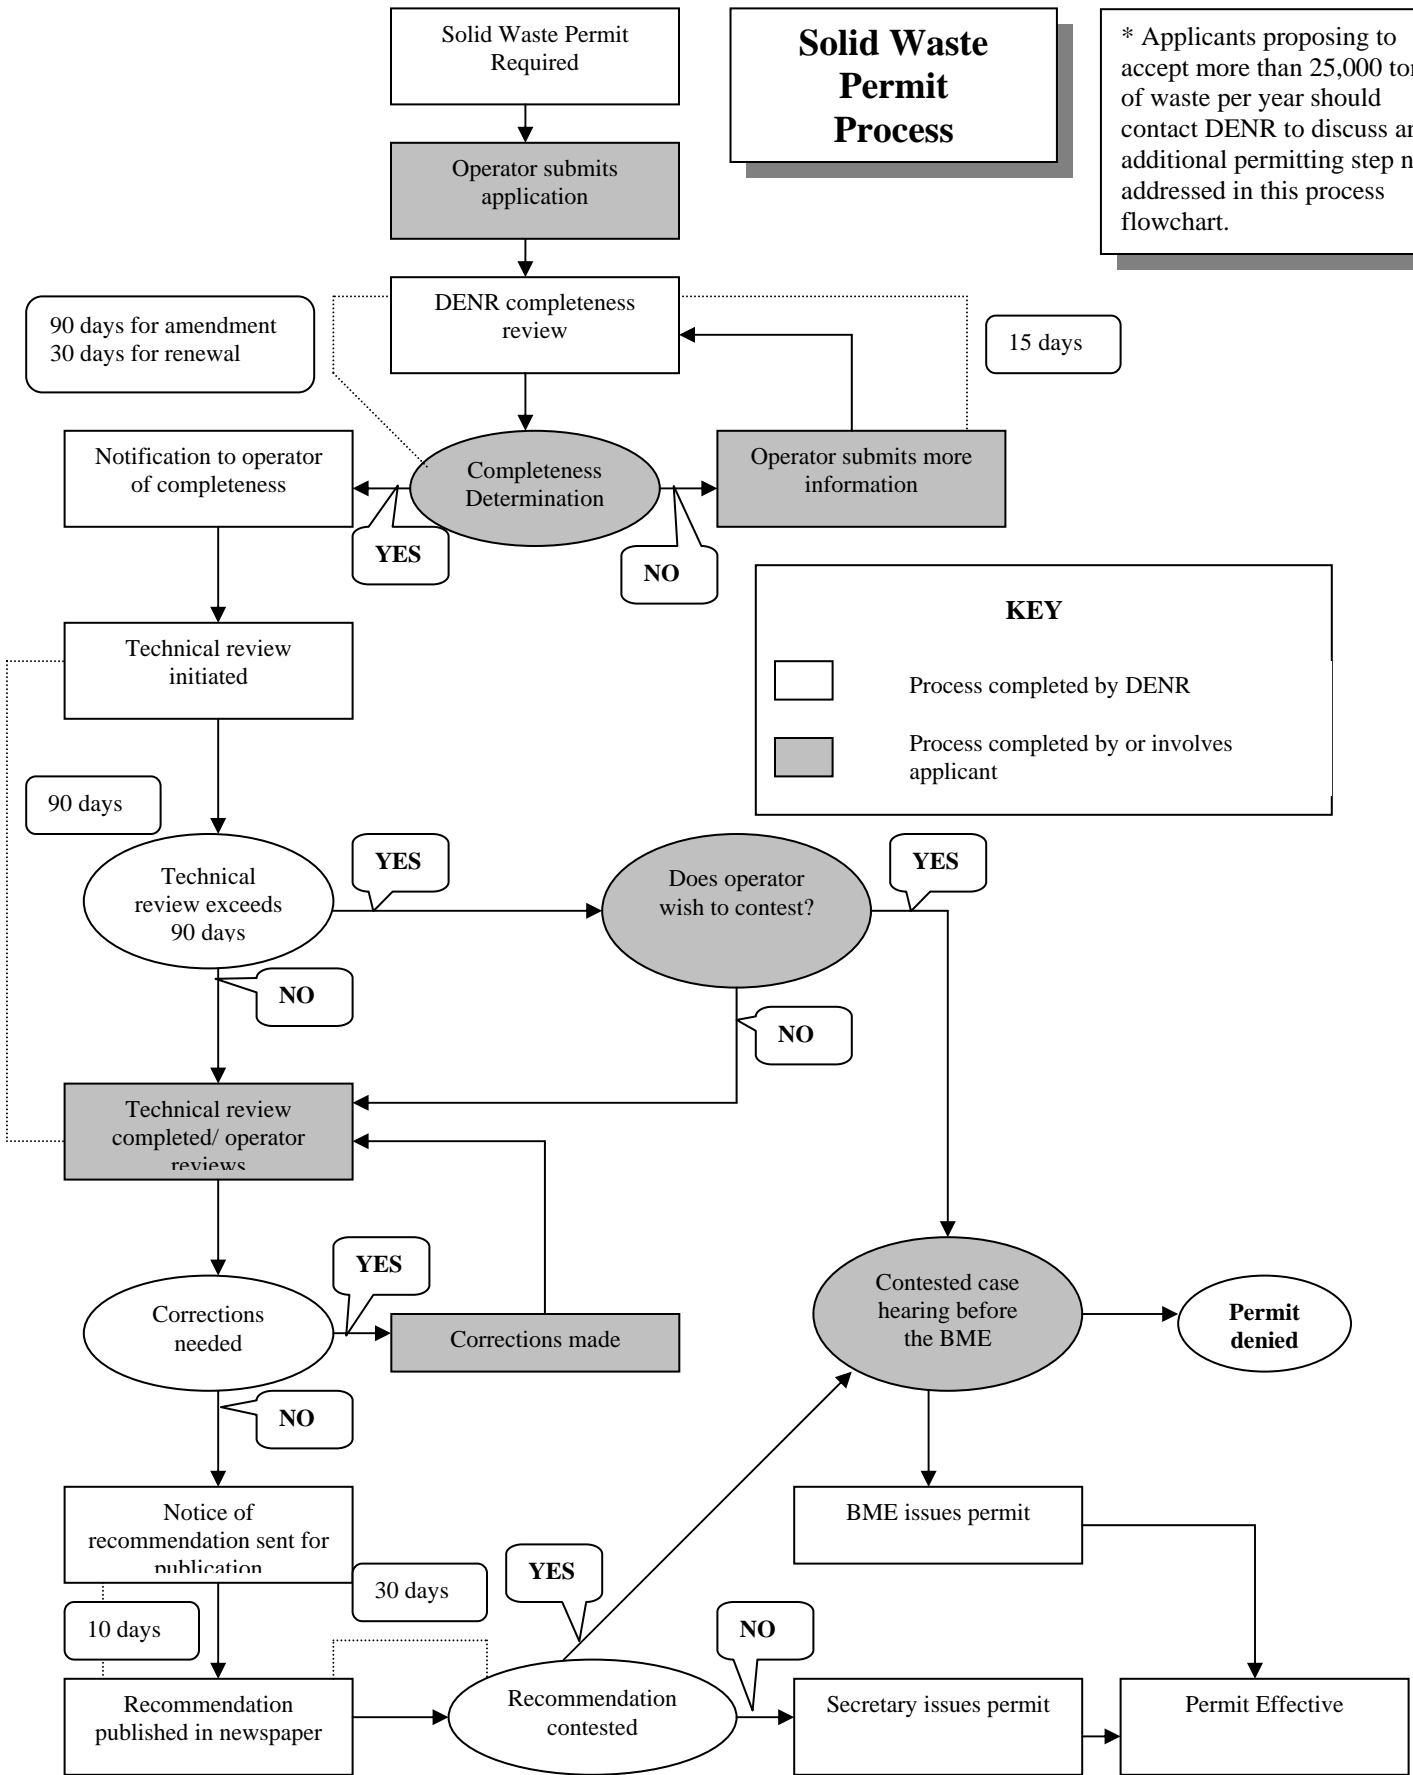 Solid Waste Permit
Required
Solid Waste
Permit
Process
* Applicants proposing to
accept more than 25,000
of waste per year should
contact DENR to discuss
additional permitting step
addressed in this process
flowchart.
Operator submits
application
DENR completeness
review
90 days for amendment
30 days for renewal
15 days
Notification to operator
of completeness
Completeness
Determination
Operator submits more
information
YES
NO
KEY
Process completed by DENR
Process completed by or involves
applicant
Technical review
initiated
90 days
Technical
review exceeds
90 days
YES
Does operator
wish to contest?
YES
NO
NO
Technical review
completed/ operator
reviews
Corrections
needed
YES
Corrections made
NO
Contested case
hearing before
the BME
Permit
denied
Notice of
recommendation sent for
publication
BME issues permit
30 days
10 days
YES
NO
Recommendation
published in newspaper
Recommendation
contested
Secretary issues permit
Permit Effective